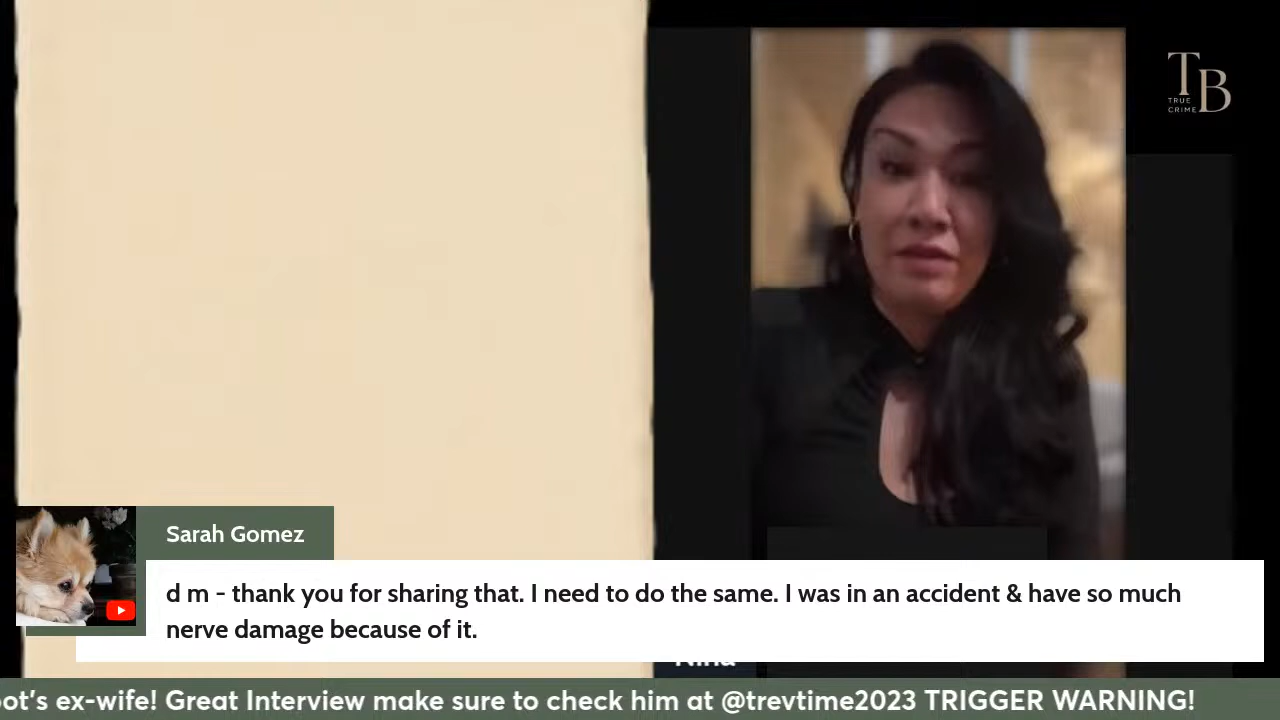 TB
TRUE
CRIME
Sarah Gomez
d m - thank you for sharing that. I need to do the same. I was in an accident & have so much
nerve damage because of it.
Nina
ot's ex-wife! Great Interview make sure to check him at @trevtime2023 TRIGGER WARNING!